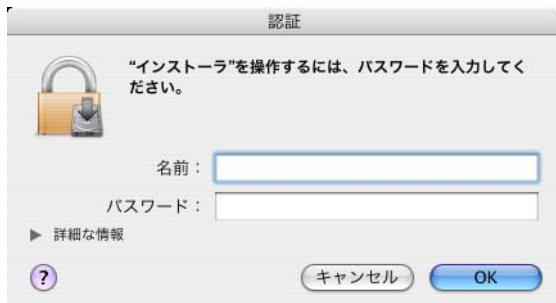 認証
“インストーラ”を操作するには、パスワードを入力してく
ださい。
名前：
パスワード：
▶ 詳細な情報
?
キャンセル
OK